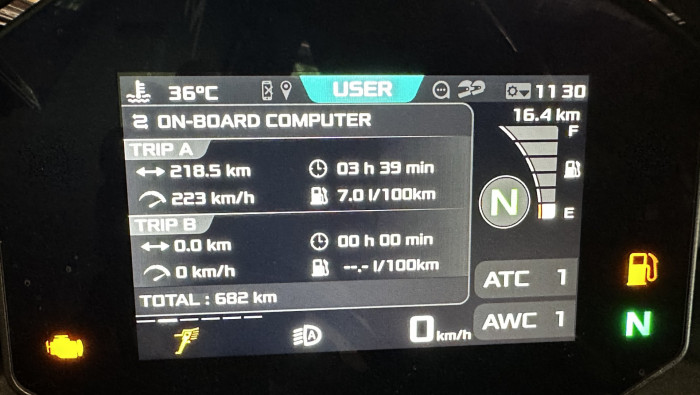 36°C USER 11 30
ON-BOARD COMPUTER
16.4 km
F
TRIP A
218.5 km 03 h 39 min
223 km/h 7.0 l/100km
N
E
TRIP B
0.0 km 00 h 00 min
0 km/h --.- l/100km
ATC 1
TOTAL : 682 km
A 0 km/h AWC 1 N